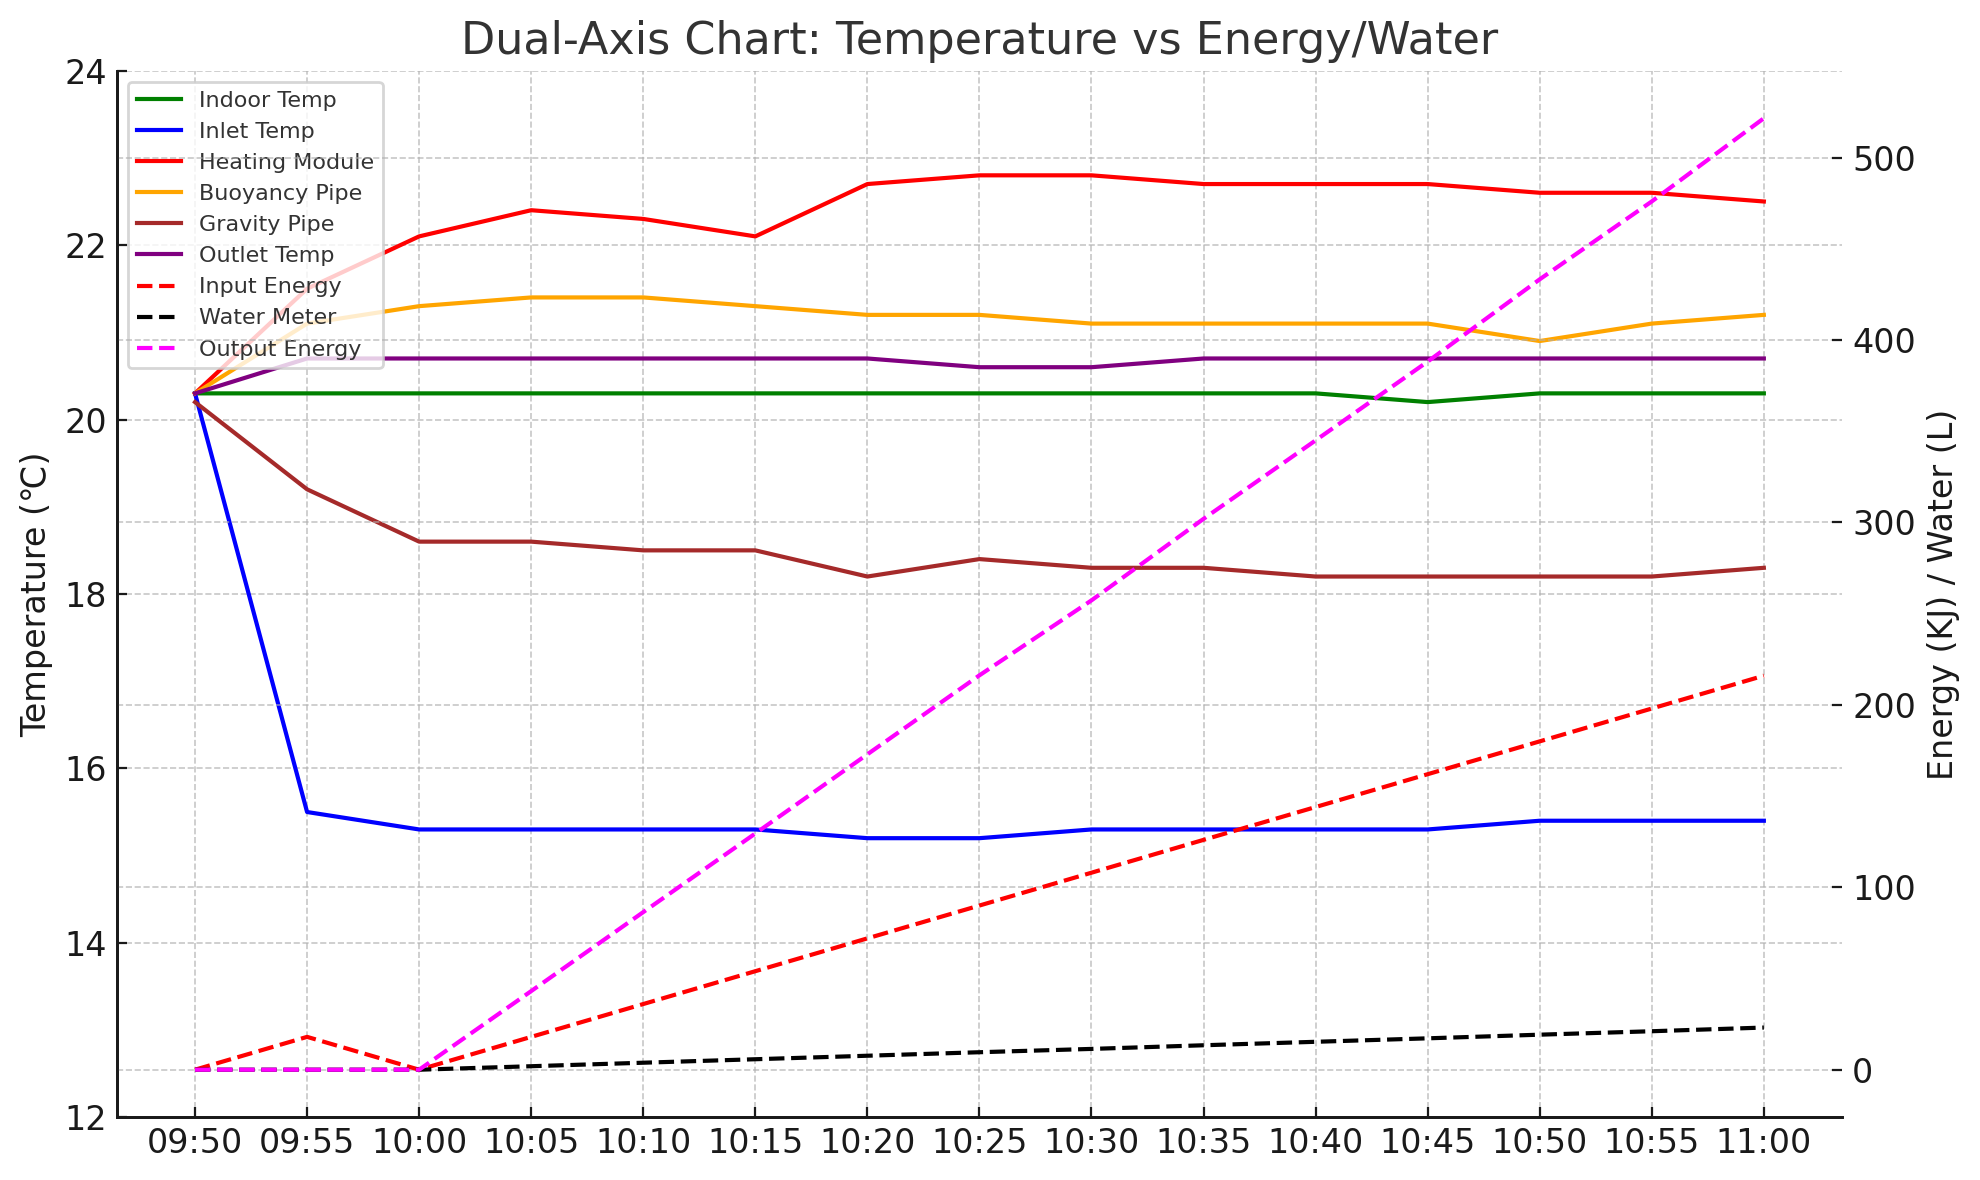 Dual-Axis Chart: Temperature vs Energy/Water
24
22
20
18
16
14
12
Temperature (°C)
Indoor Temp
Inlet Temp
Heating Module
Buoyancy Pipe
Gravity Pipe
Outlet Temp
Input Energy
Water Meter
Output Energy
500
400
300
200
100
0
Energy (KJ) / Water (L)
09:50 09:55 10:00 10:05 10:10 10:15 10:20 10:25 10:30 10:35 10:40 10:45 10:50 10:55 11:00